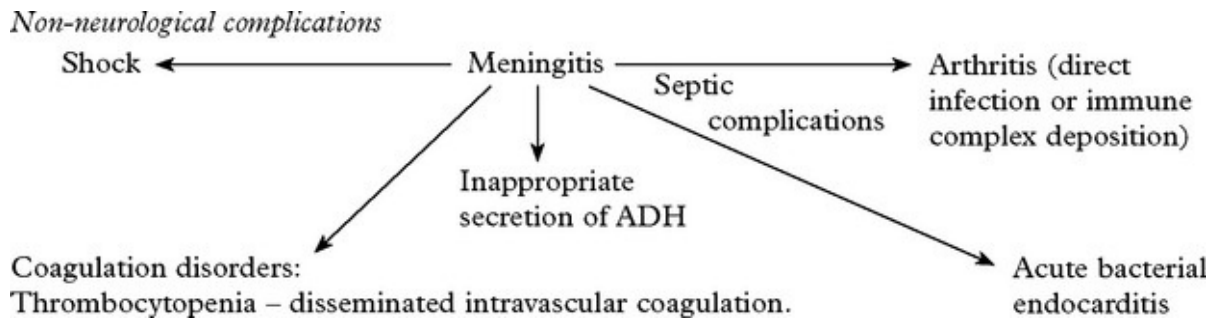 Non-neurological complications
Shock
Meningitis
Arthritis (direct
infection or immune
complex deposition)
Septic
complications
Inappropriate
secretion of ADH
Coagulation disorders:
Thrombocytopenia – disseminated intravascular coagulation.
Acute bacterial
endocarditis